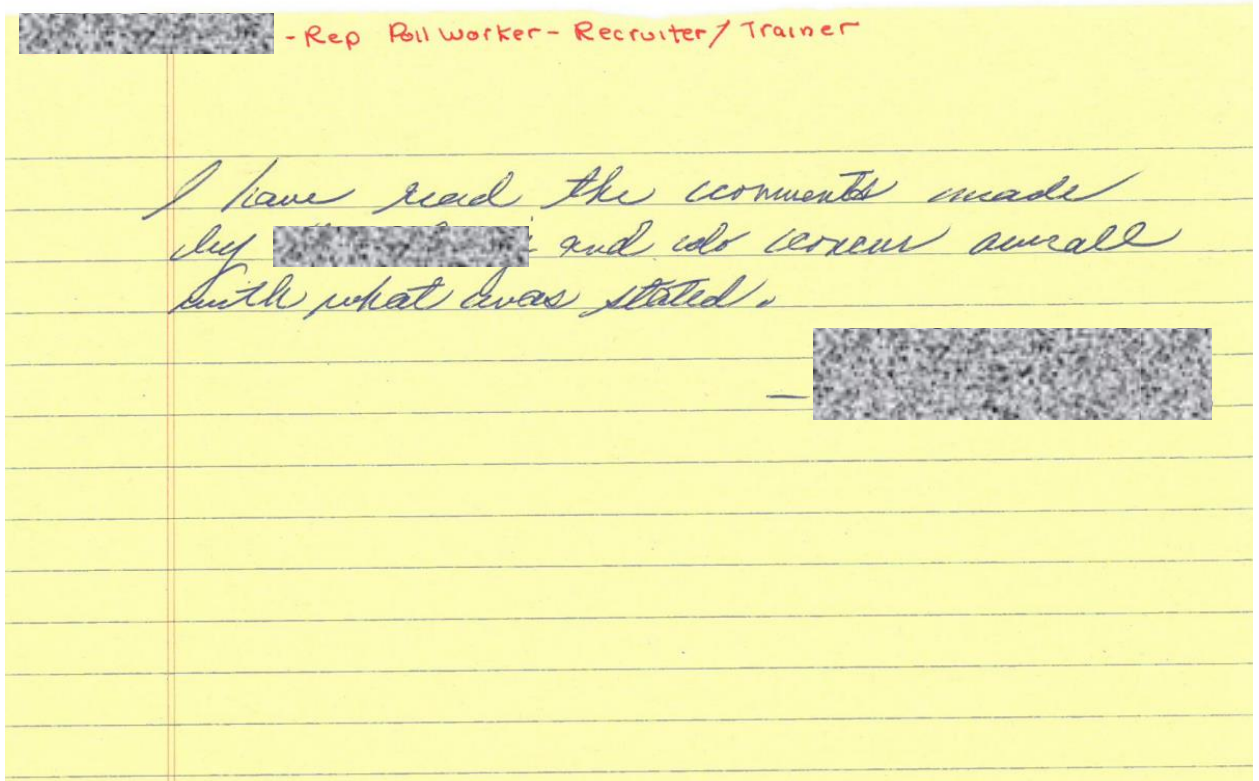 - Rep Poll Worker - Recruiter / Trainer
I have read the comments made
by and do concur overall
with what was stated.
—